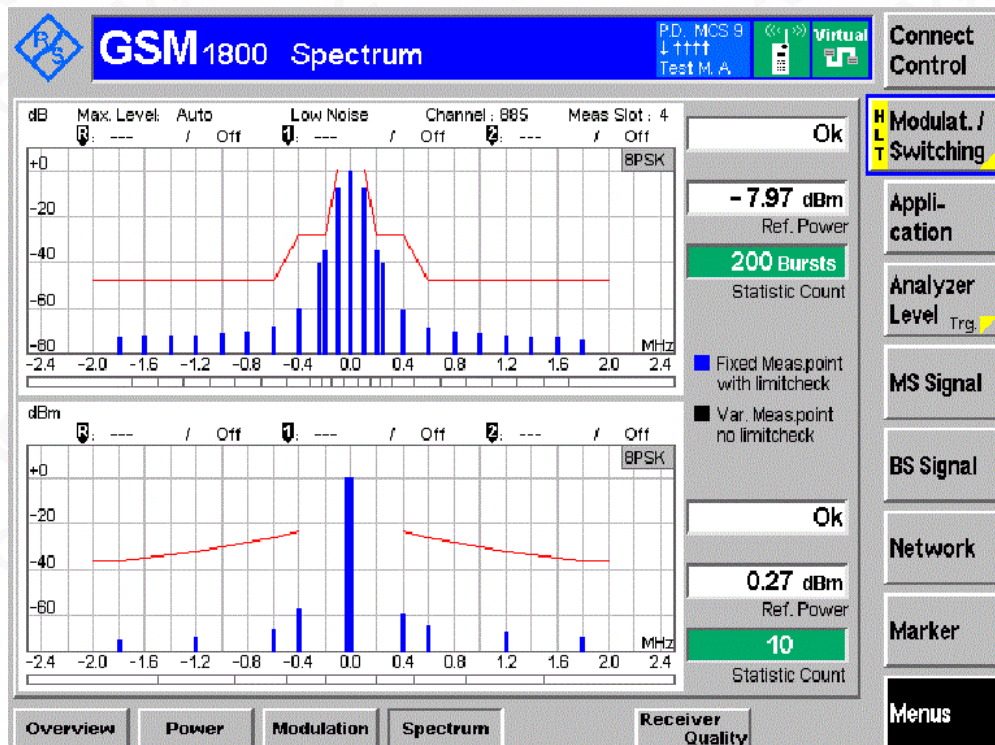 R/S
GSM 1800 Spectrum
P.D. MCS 9
↓ ↑↑↑↑
Test M. A
Virtual
Connect
Control
H
L
T
Modulat. /
Switching
dB Max. Level: Auto Low Noise Channel : 885 Meas Slot : 4
R: --- / Off 1: --- / Off 2: --- / Off
8PSK
+0
-20
-40
-60
-80
MHz
-2.4 -2.0 -1.6 -1.2 -0.8 -0.4 0.0 0.4 0.8 1.2 1.6 2.0 2.4
Ok
- 7.97 dBm
Ref. Power
200 Bursts
Statistic Count
Fixed Meas.point
with limitcheck
Var. Meas.point
no limitcheck
dBm
R: --- / Off 1: --- / Off 2: --- / Off
8PSK
+0
-20
-40
-60
MHz
-2.4 -2.0 -1.6 -1.2 -0.8 -0.4 0.0 0.4 0.8 1.2 1.6 2.0 2.4
Ok
0.27 dBm
Ref. Power
10
Statistic Count
Appli-
cation
Analyzer
Level Trg.
MS Signal
BS Signal
Network
Marker
Menus
Overview
Power
Modulation
Spectrum
Receiver
Quality